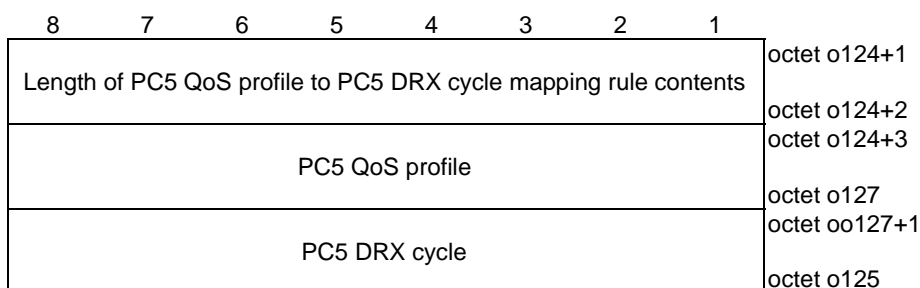 8 7 6 5 4 3 2 1
octet o124+1
Length of PC5 QoS profile to PC5 DRX cycle mapping rule contents
octet o124+2
octet o124+3
PC5 QoS profile
octet o127
octet oo127+1
PC5 DRX cycle
octet o125